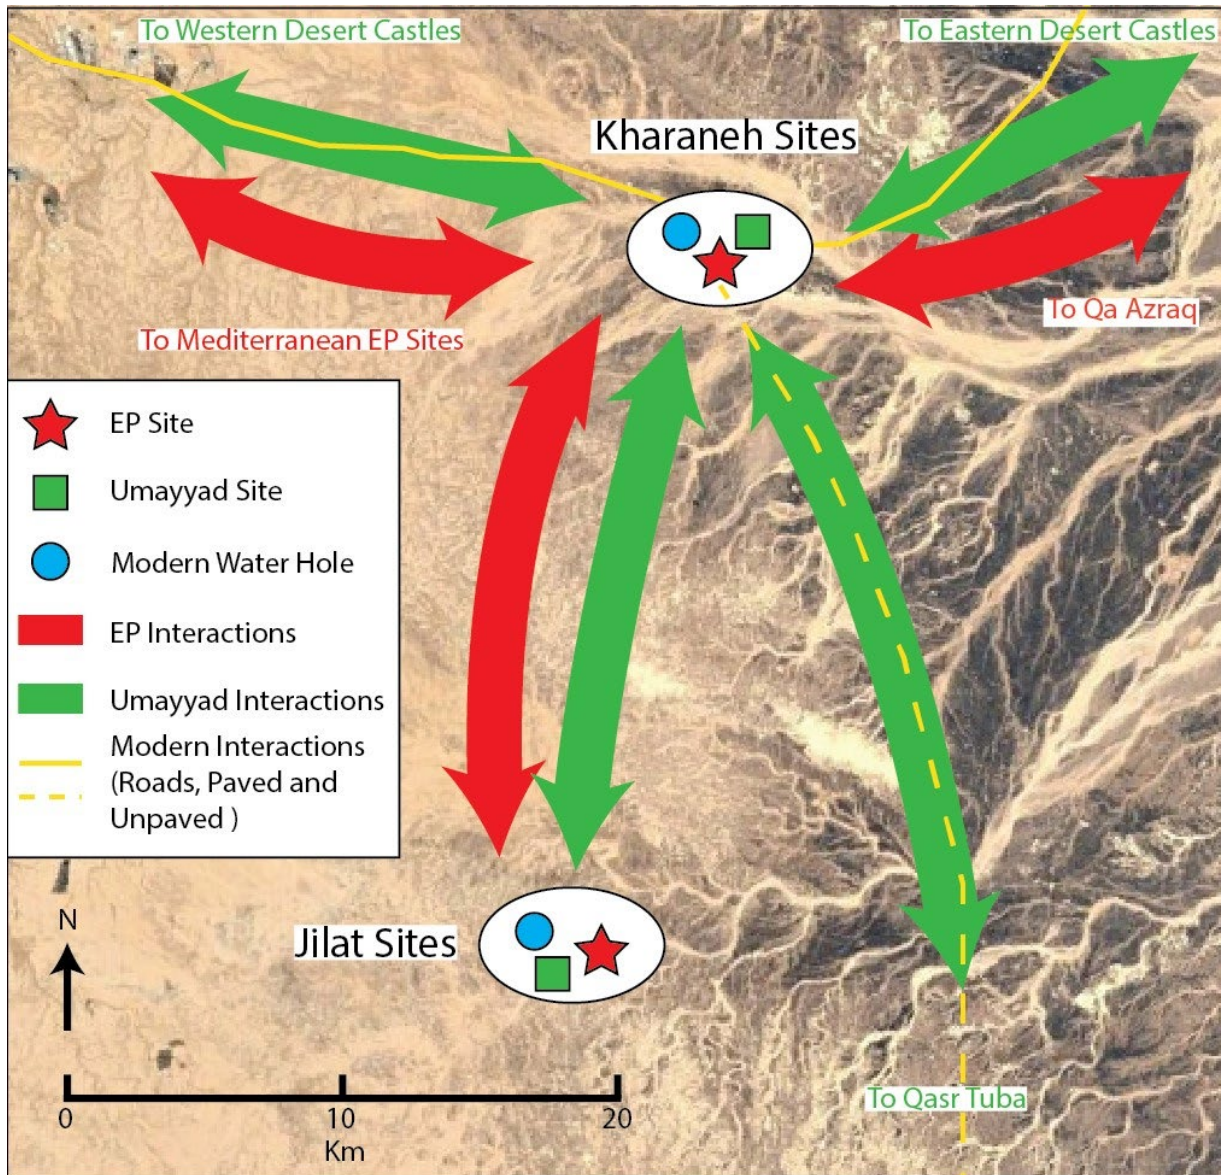 To Western Desert Castles
To Eastern Desert Castles
Kharaneh Sites
To Mediterranean EP Sites
To Qa Azraq
EP Site
Umayyad Site
Modern Water Hole
EP Interactions
Umayyad Interactions
Modern Interactions
(Roads, Paved and
Unpaved )
N
Jilat Sites
To Qasr Tuba
0 10 20
Km